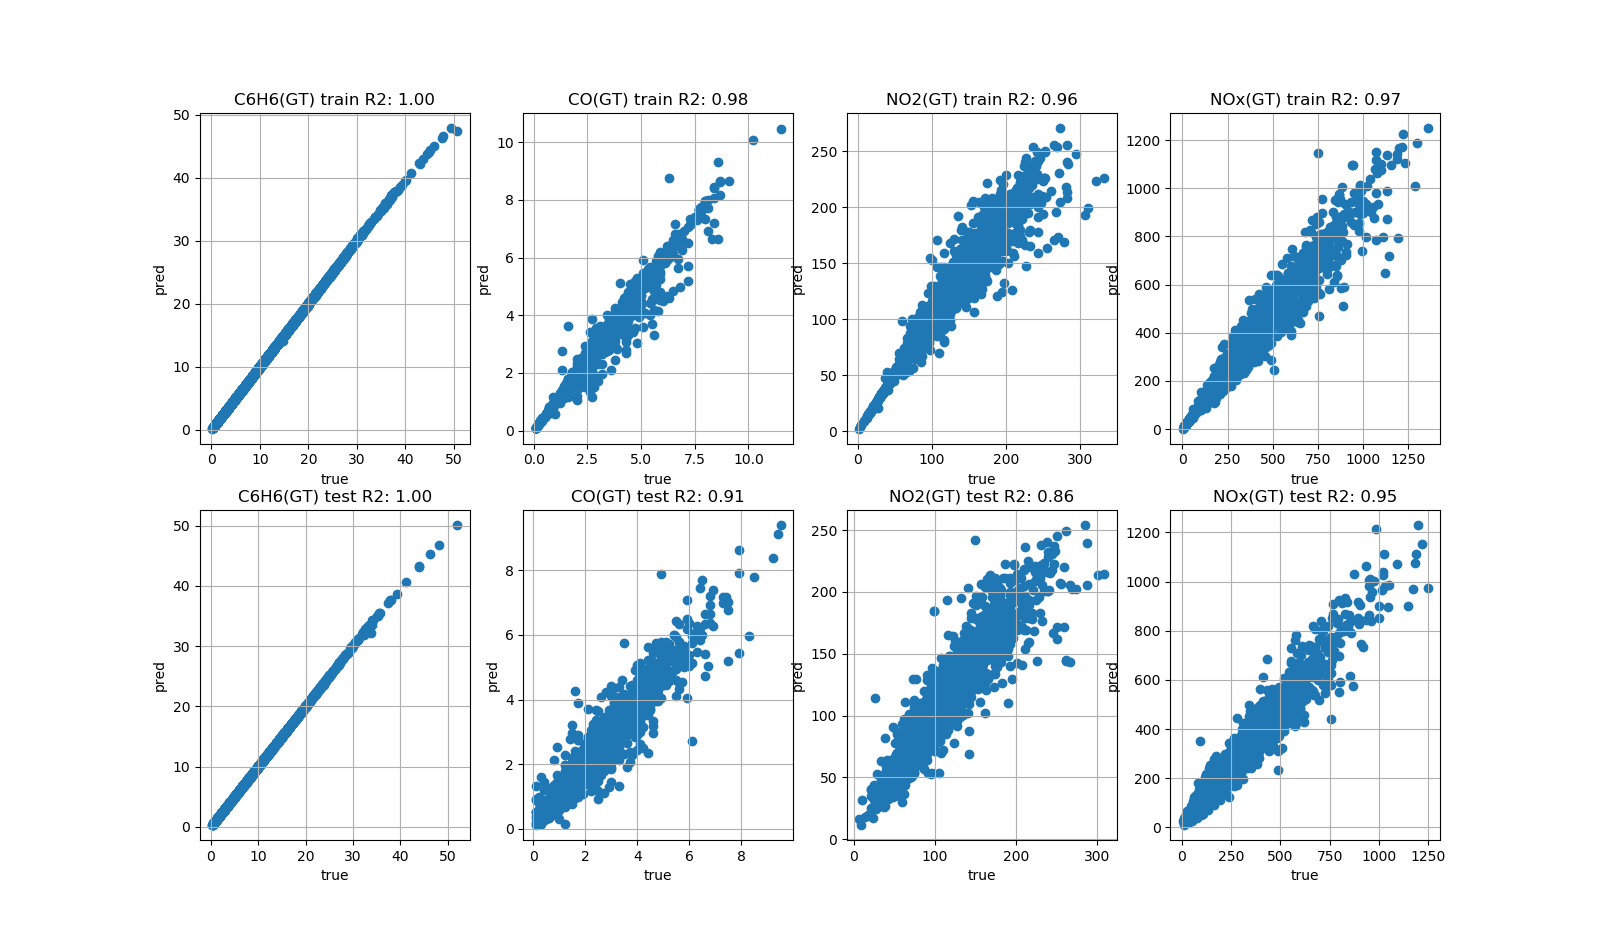 C6H6(GT) train R2: 1.00
50
40
30
20
10
0
pred
0 10 20 30 40 50
true
CO(GT) train R2: 0.98
10
8
6
4
2
0
pred
0.0 2.5 5.0 7.5 10.0
true
NO2(GT) train R2: 0.96
250
200
150
100
50
0
pred
0 100 200 300
true
NOx(GT) train R2: 0.97
1200
1000
800
600
400
200
0
pred
0 250 500 750 1000 1250
true
C6H6(GT) test R2: 1.00
50
40
30
20
10
0
pred
0 10 20 30 40 50
true
CO(GT) test R2: 0.91
8
6
4
2
0
pred
0 2 4 6 8
true
NO2(GT) test R2: 0.86
250
200
150
100
50
0
pred
0 100 200 300
true
NOx(GT) test R2: 0.95
1200
1000
800
600
400
200
0
pred
0 250 500 750 1000 1250
true